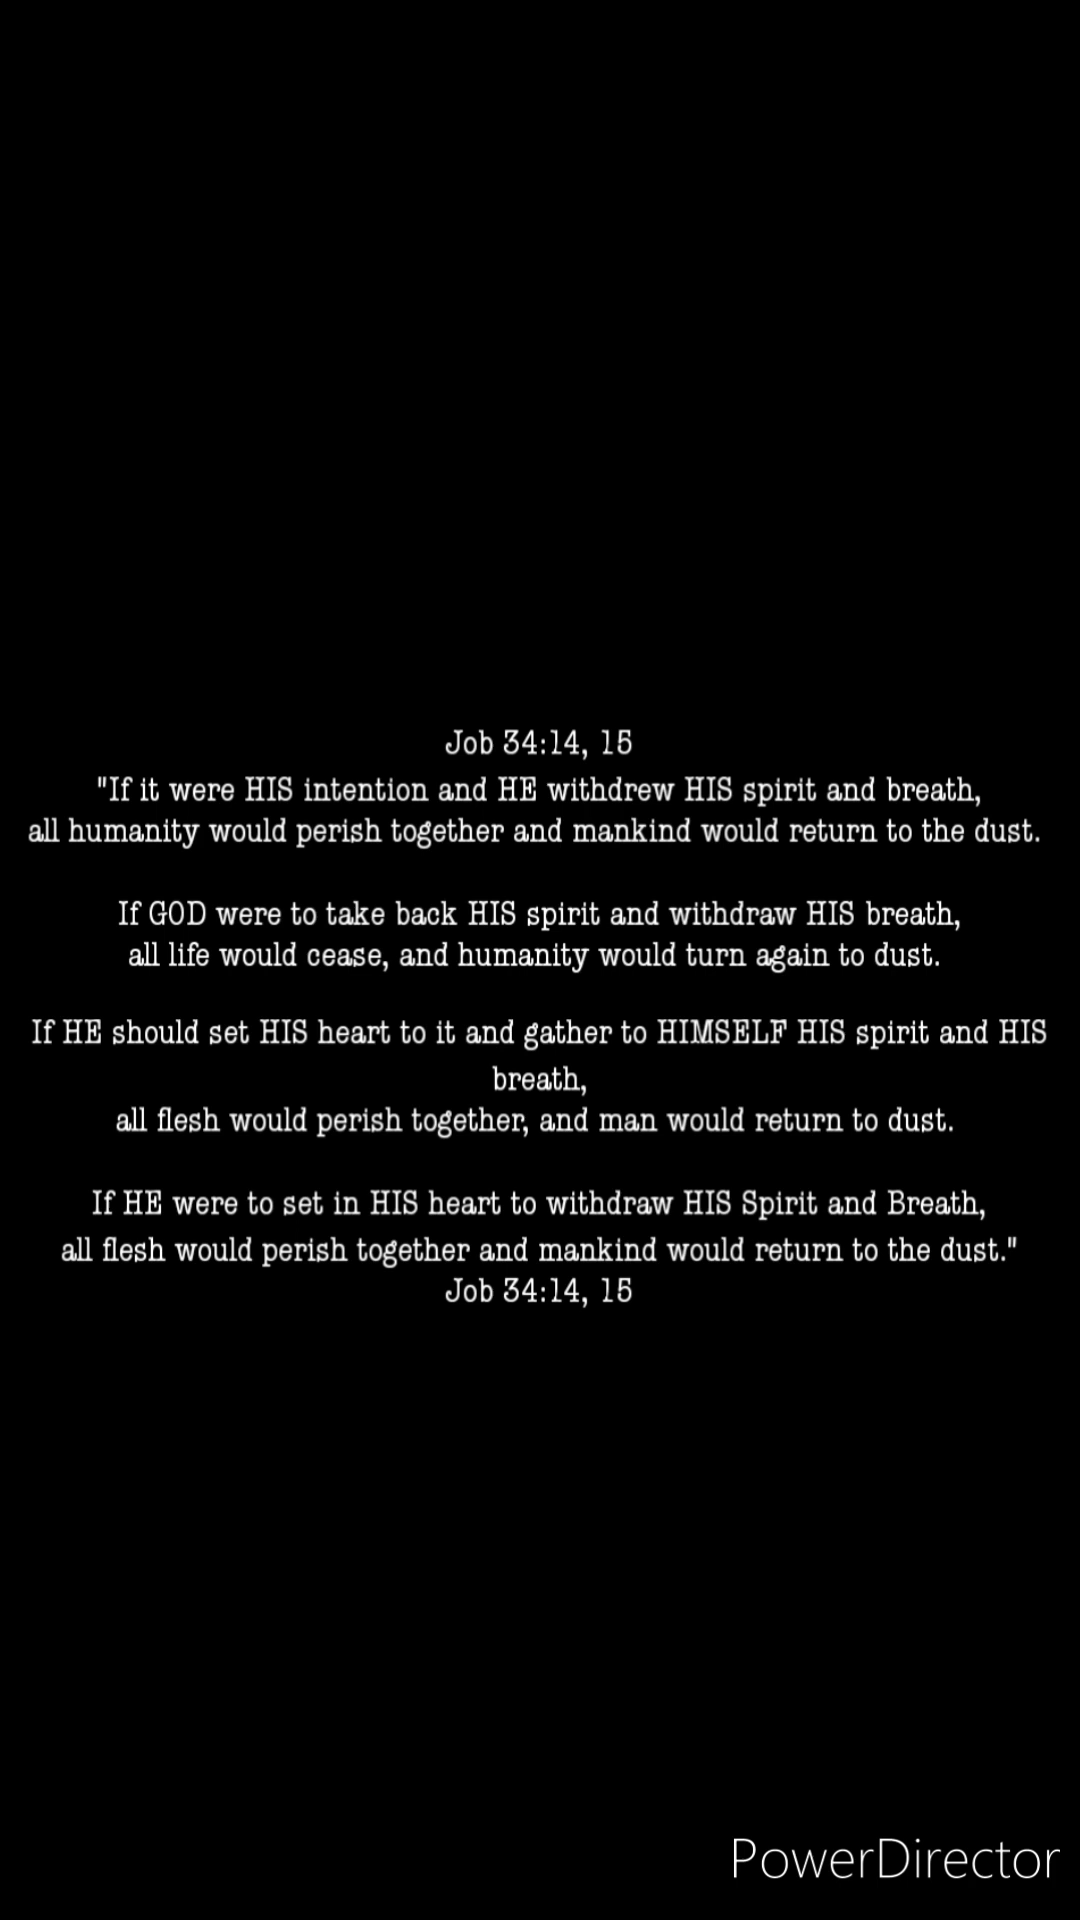 Job 34:14, 15
"If it were HIS intention and HE withdrew HIS spirit and breath,
all humanity would perish together and mankind would return to the dust.
If GOD were to take back HIS spirit and withdraw HIS breath,
all life would cease, and humanity would turn again to dust.
If HE should set HIS heart to it and gather to HIMSELF HIS spirit and HIS
breath,
all flesh would perish together, and man would return to dust.
If HE were to set in HIS heart to withdraw HIS Spirit and Breath,
all flesh would perish together and mankind would return to the dust."
Job 34:14, 15
PowerDirector